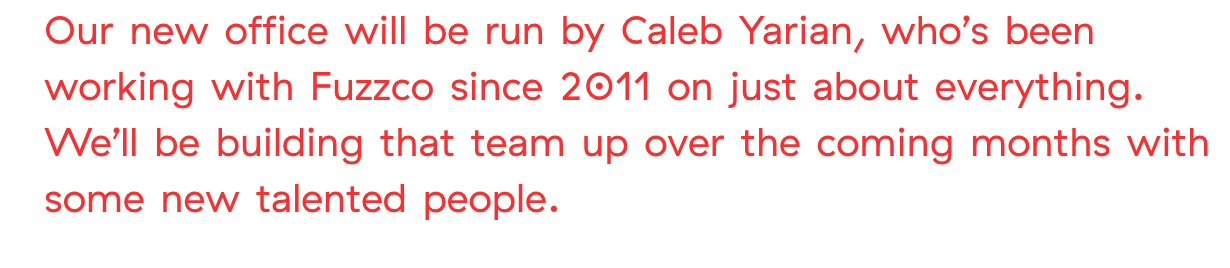 Our new office will be run by Caleb Yarian, who’s been
working with Fuzzco since 2011 on just about everything.
We’ll be building that team up over the coming months with
some new talented people.